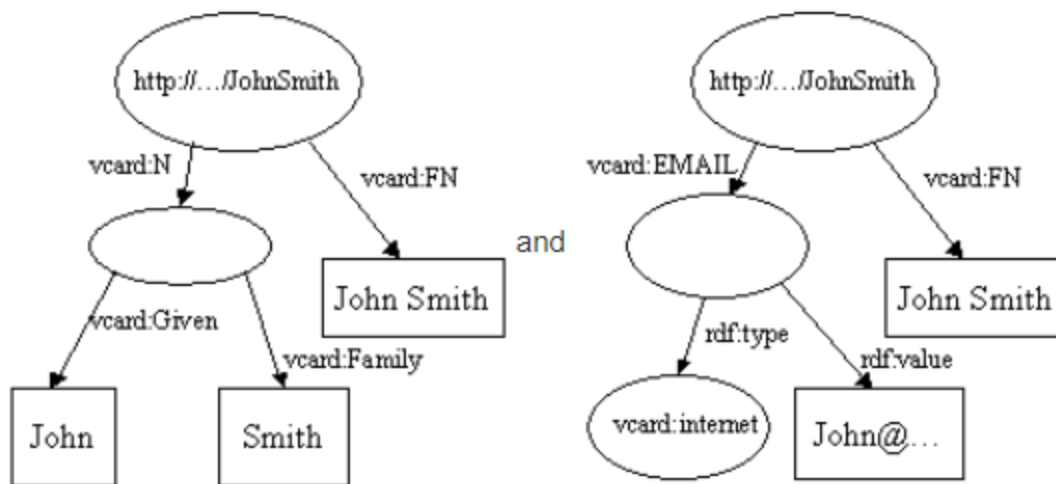 http://.../JohnSmith
vcard:N
vcard:FN
John Smith
vcard:Given
vcard:Family
John
Smith
and
http://.../JohnSmith
vcard:EMAIL
vcard:FN
John Smith
rdf:type
rdf:value
vcard:internet
John@...